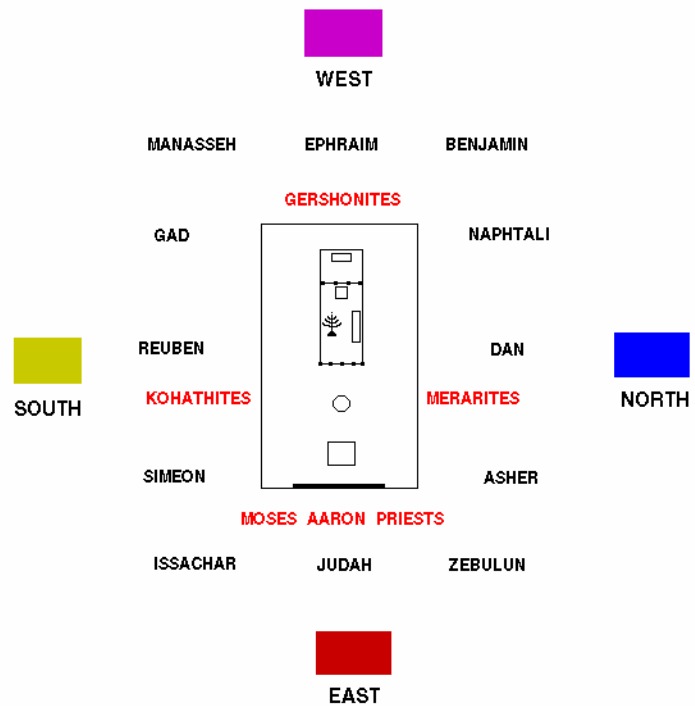 WEST
MANASSEH EPHRAIM BENJAMIN
GERSHONITES
GAD NAPHTALI
REUBEN DAN
KOHATHITES MERARITES
SOUTH NORTH
SIMEON ASHER
MOSES AARON PRIESTS
ISSACHAR JUDAH ZEBULUN
EAST